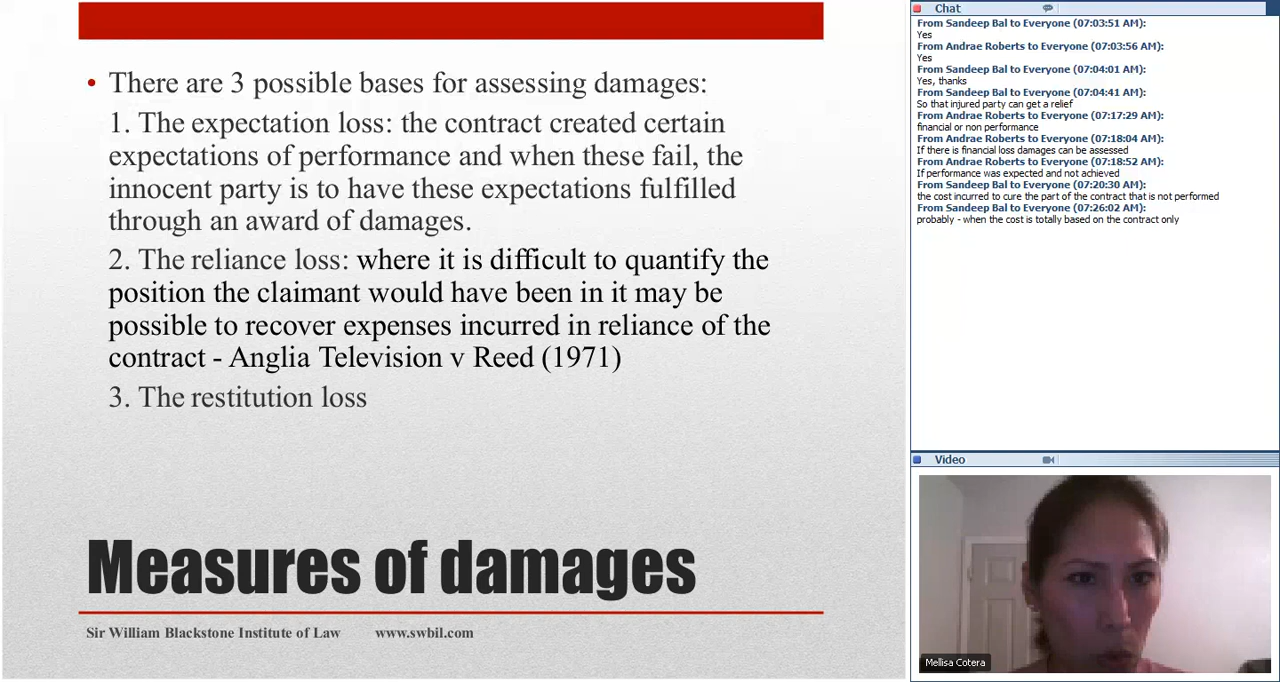 • There are 3 possible bases for assessing damages:
1. The expectation loss: the contract created certain
expectations of performance and when these fail, the
innocent party is to have these expectations fulfilled
through an award of damages.
2. The reliance loss: where it is difficult to quantify the
position the claimant would have been in it may be
possible to recover expenses incurred in reliance of the
contract - Anglia Television v Reed (1971)
3. The restitution loss
Measures of damages
Sir William Blackstone Institute of Law www.swbil.com
Chat
From Sandeep Bal to Everyone (07:03:51 AM):
Yes
From Andrae Roberts to Everyone (07:03:56 AM):
Yes
From Sandeep Bal to Everyone (07:04:01 AM):
Yes, thanks
From Sandeep Bal to Everyone (07:04:41 AM):
So that injured party can get a relief
From Andrae Roberts to Everyone (07:17:29 AM):
financial or non performance
From Andrae Roberts to Everyone (07:18:04 AM):
If there is financial loss damages can be assessed
From Andrae Roberts to Everyone (07:18:52 AM):
If performance was expected and not achieved
From Sandeep Bal to Everyone (07:20:30 AM):
the cost incurred to cure the part of the contract that is not performed
From Sandeep Bal to Everyone (07:26:02 AM):
probably - when the cost is totally based on the contract only
Video
Mellisa Cotera